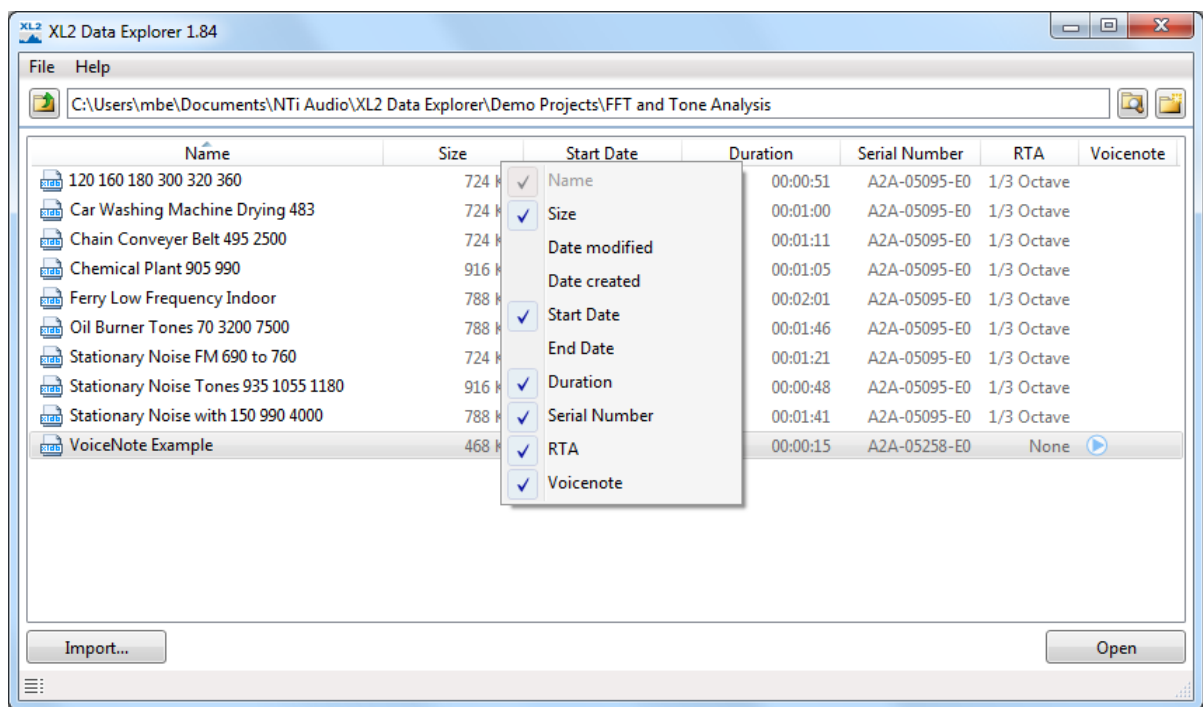 XL2 XL2 Data Explorer 1.84
File Help
C:\Users\mbe\Documents\NTi Audio\XL2 Data Explorer\Demo Projects\FFT and Tone Analysis
Name Size Start Date Duration Serial Number RTA Voicenote
120 160 180 300 320 360 724 K Name 00:00:51 A2A-05095-E0 1/3 Octave
Car Washing Machine Drying 483 724 K Size 00:01:00 A2A-05095-E0 1/3 Octave
Chain Conveyer Belt 495 2500 724 K Date modified 00:01:11 A2A-05095-E0 1/3 Octave
Chemical Plant 905 990 916 K Date created 00:01:05 A2A-05095-E0 1/3 Octave
Ferry Low Frequency Indoor 788 K Start Date 00:02:01 A2A-05095-E0 1/3 Octave
Oil Burner Tones 70 3200 7500 788 K End Date 00:01:46 A2A-05095-E0 1/3 Octave
Stationary Noise FM 690 to 760 724 K Duration 00:01:21 A2A-05095-E0 1/3 Octave
Stationary Noise Tones 935 1055 1180 916 K Serial Number 00:00:48 A2A-05095-E0 1/3 Octave
Stationary Noise with 150 990 4000 788 K RTA 00:01:41 A2A-05095-E0 1/3 Octave
VoiceNote Example 468 K Voicenote 00:00:15 A2A-05258-E0 None
Import... Open